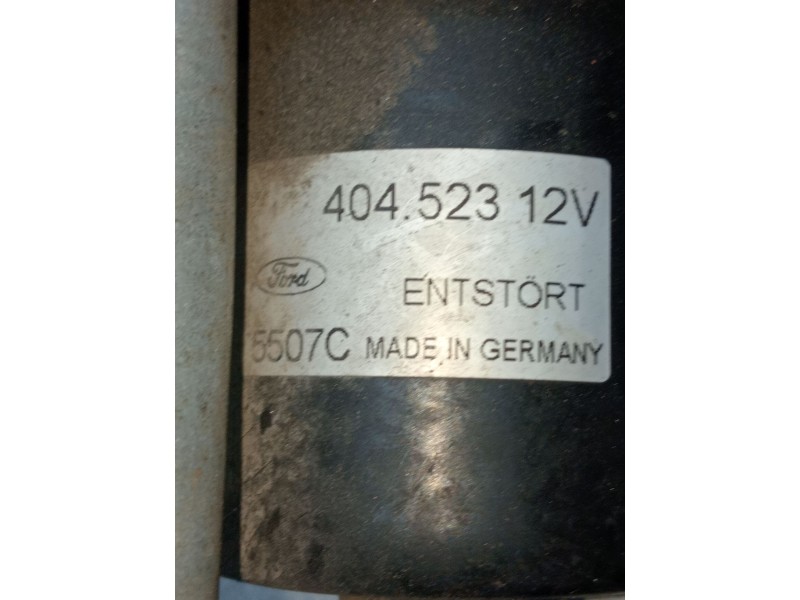 404.523 12V
Ford
ENTSTÖRT
5507C MADE IN GERMANY